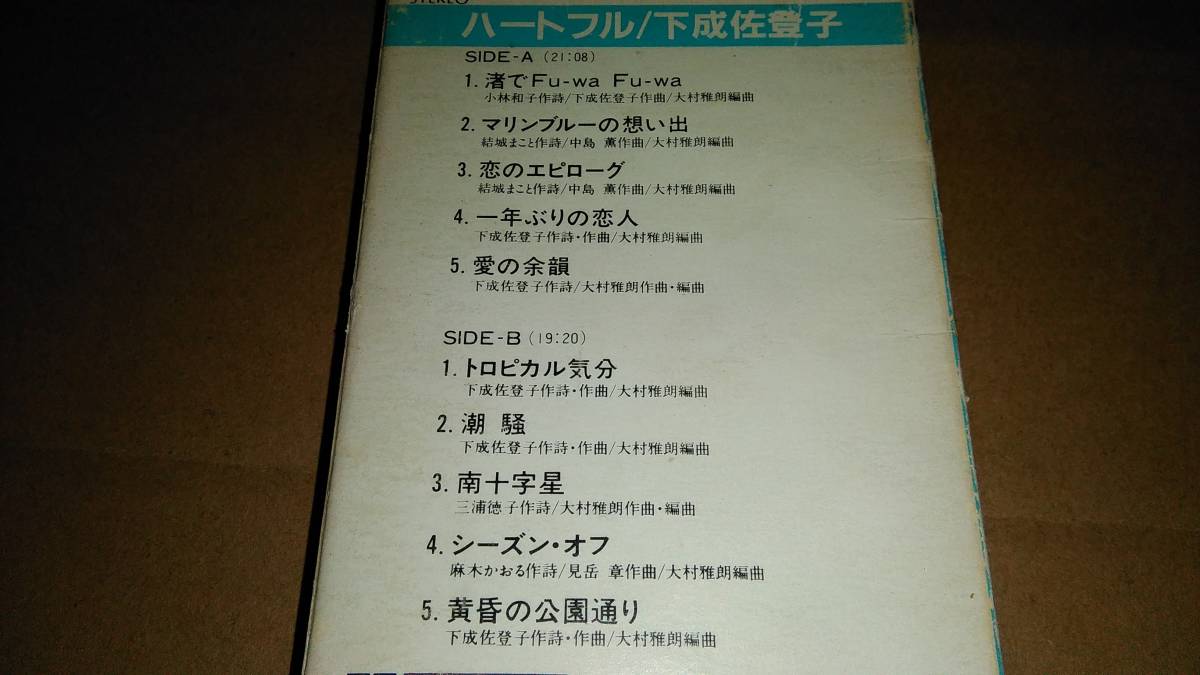 STEREO
ハートフル/下成佐登子
SIDE-A (21:08)
1. 渚でFu-wa Fu-wa
小林和子作詩/下成佐登子作曲/大村雅朗編曲
2. マリンブルーの想い出
結城まこと作詩/中島 薫作曲/大村雅朗編曲
3. 恋のエピローグ
結城まこと作詩/中島 薫作曲/大村雅朗編曲
4. 一年ぶりの恋人
下成佐登子作詩・作曲/大村雅朗編曲
5. 愛の余韻
下成佐登子作詩/大村雅朗作曲・編曲
SIDE-B (19:20)
1. トロピカル気分
下成佐登子作詩・作曲/大村雅朗編曲
2. 潮 騒
下成佐登子作詩・作曲/大村雅朗編曲
3. 南十字星
三浦徳子作詩/大村雅朗作曲・編曲
4. シーズン・オフ
麻木かおる作詩/見岳 章作曲/大村雅朗編曲
5. 黄昏の公園通り
下成佐登子作詩・作曲/大村雅朗編曲